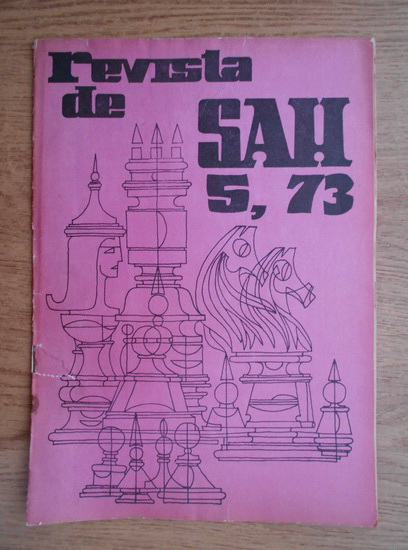 revista
de
SAH
5, 73